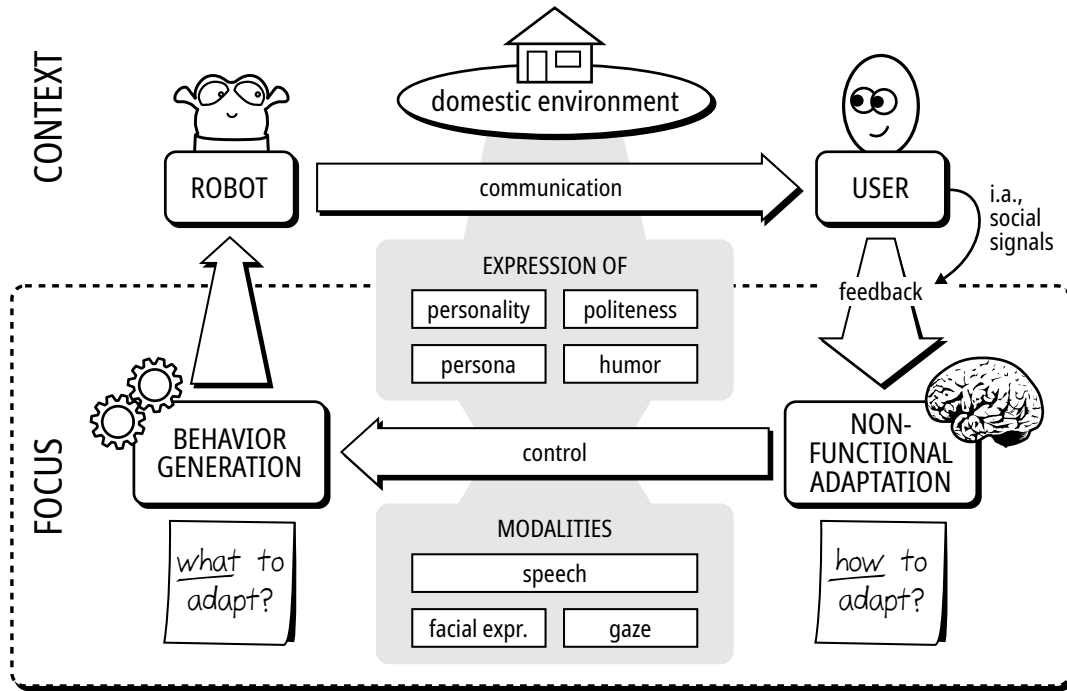 CONTEXT
domestic environment
ROBOT
communication
USER
i.a.,
social
signals
EXPRESSION OF
personality
politeness
persona
humor
feedback
FOCUS
BEHAVIOR
GENERATION
control
NON-
FUNCTIONAL
ADAPTATION
what to
adapt?
MODALITIES
speech
facial expr.
gaze
how to
adapt?